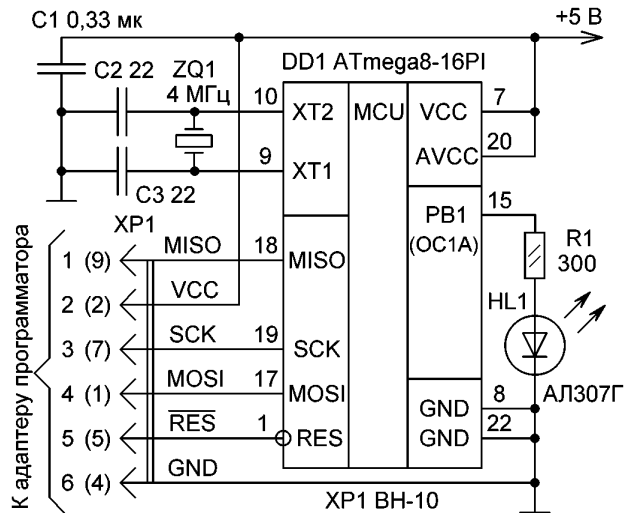 C1 0,33 мк
+5 В
C2 22
ZQ1
4 МГц
DD1 ATmega8-16PI
10
XT2
MCU
VCC
7
9
XT1
AVCC
20
C3 22
XP1
15
PB1
(OC1A)
R1
300
К адаптеру программатора
1 (9)
MISO
18
MISO
2 (2)
VCC
HL1
3 (7)
SCK
19
SCK
4 (1)
MOSI
17
MOSI
АЛ307Г
5 (5)
RES
1
RES
GND
8
GND
22
6 (4)
GND
XP1 BH-10